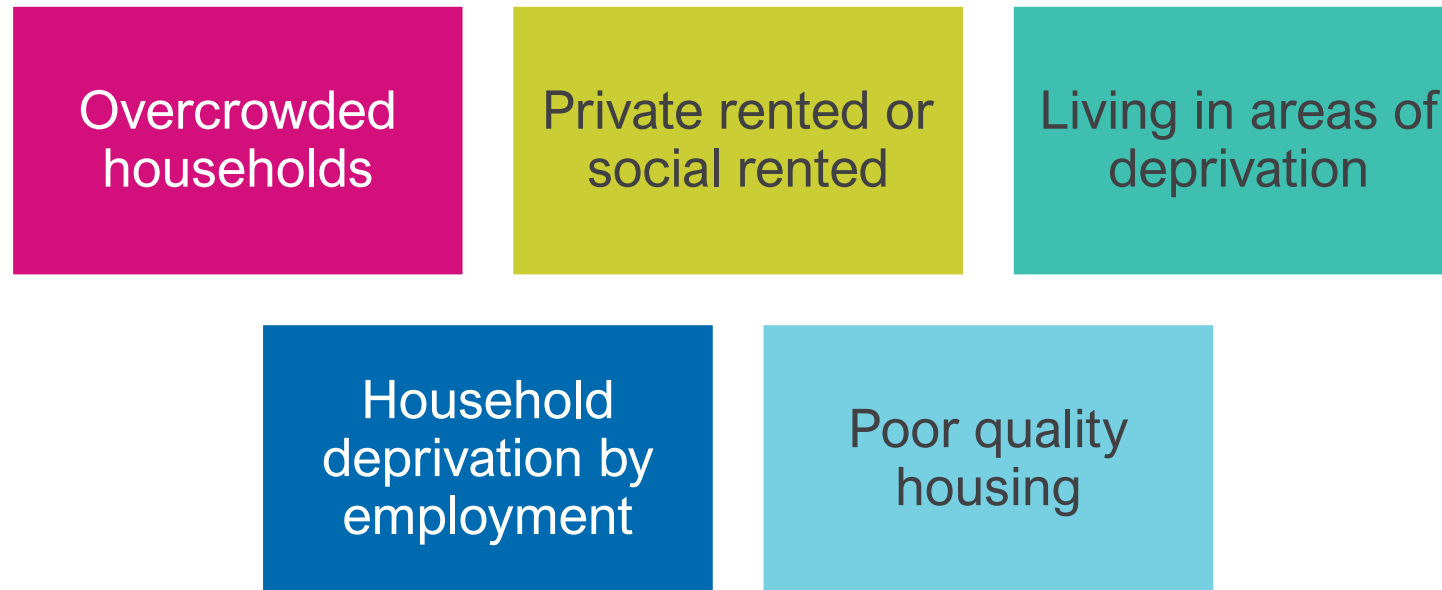 Overcrowded
households
Private rented or
social rented
Living in areas of
deprivation
Household
deprivation by
employment
Poor quality
housing